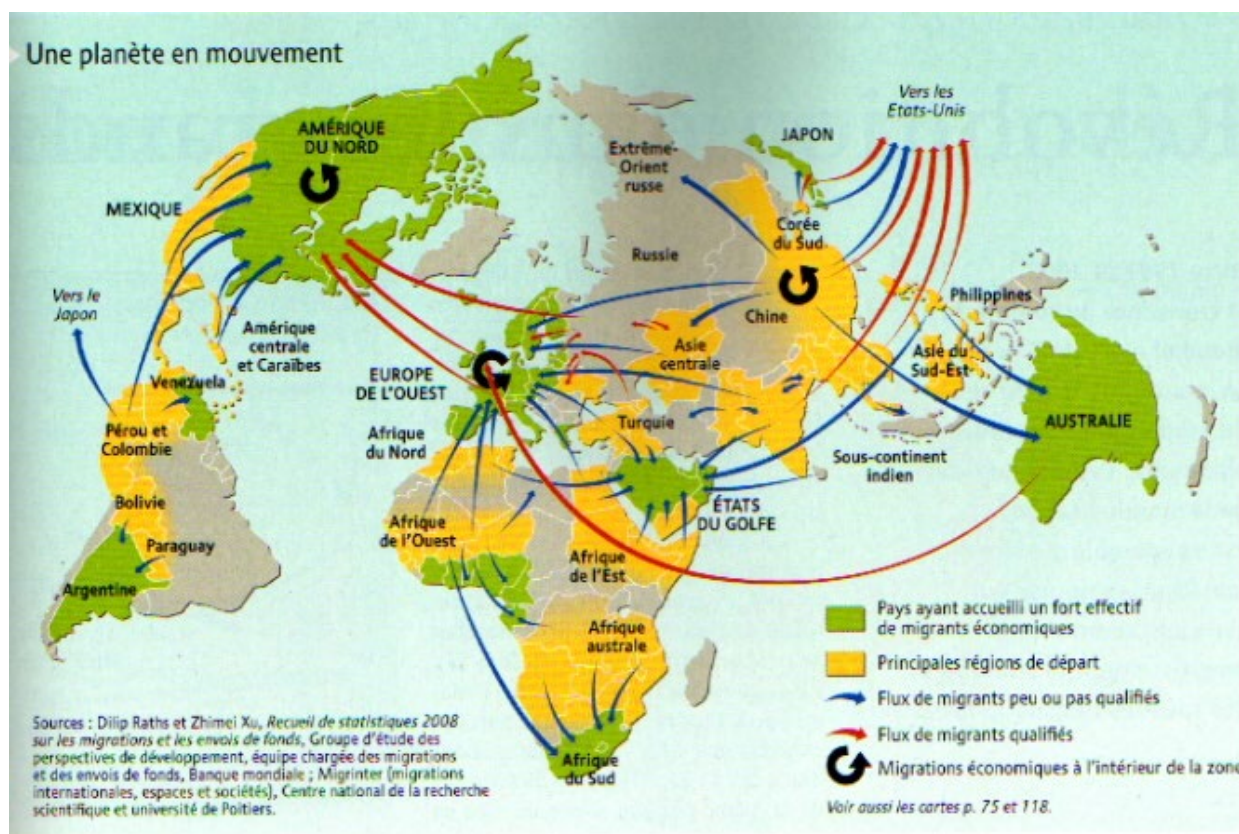 Une planète en mouvement
AMÉRIQUE
DU NORD
MEXIQUE
Vers le
Japon
Amérique
centrale
et Caraïbes
Venezuela
Pérou et
Colombie
Bolivie
Paraguay
Argentine
EUROPE
DE L'OUEST
Afrique
du Nord
Afrique
de l'Ouest
Afrique
de l'Est
Afrique
australe
Afrique
du Sud
Turquie
ÉTATS
DU GOLFE
Asie
centrale
Russie
Extrême-
Orient
russe
JAPON
Corée
du Sud
Chine
Vers les
Etats-Unis
Philippines
Asie du
Sud-Est
Sous-continent
indien
AUSTRALIE
Pays ayant accueilli un fort effectif
de migrants économiques
Principales régions de départ
Flux de migrants peu ou pas qualifiés
Flux de migrants qualifiés
Migrations économiques à l'intérieur de la zone
Voir aussi les cartes p. 75 et 118.
Sources : Dilip Raths et Zhimei Xu, Recueil de statistiques 2008
sur les migrations et les envois de fonds, Groupe d'étude des
perspectives de développement, équipe chargée des migrations
et des envois de fonds, Banque mondiale ; Migrinter (migrations
internationales, espaces et sociétés), Centre national de la recherche
scientifique et université de Poitiers.